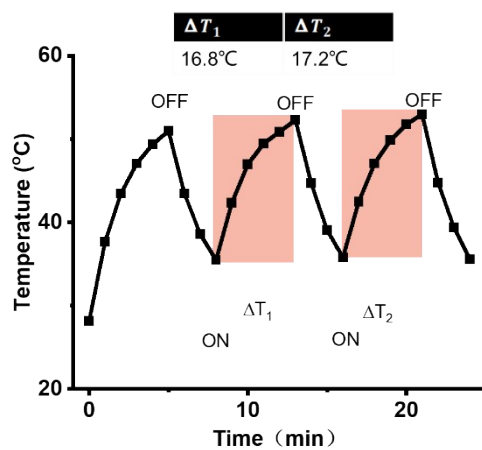 ΔT₁ ΔT₂
16.8℃ 17.2℃
60
OFF OFF OFF
40
Temperature (°C)
ΔT₁ ΔT₂
ON ON
20
0 10 20
Time（min）